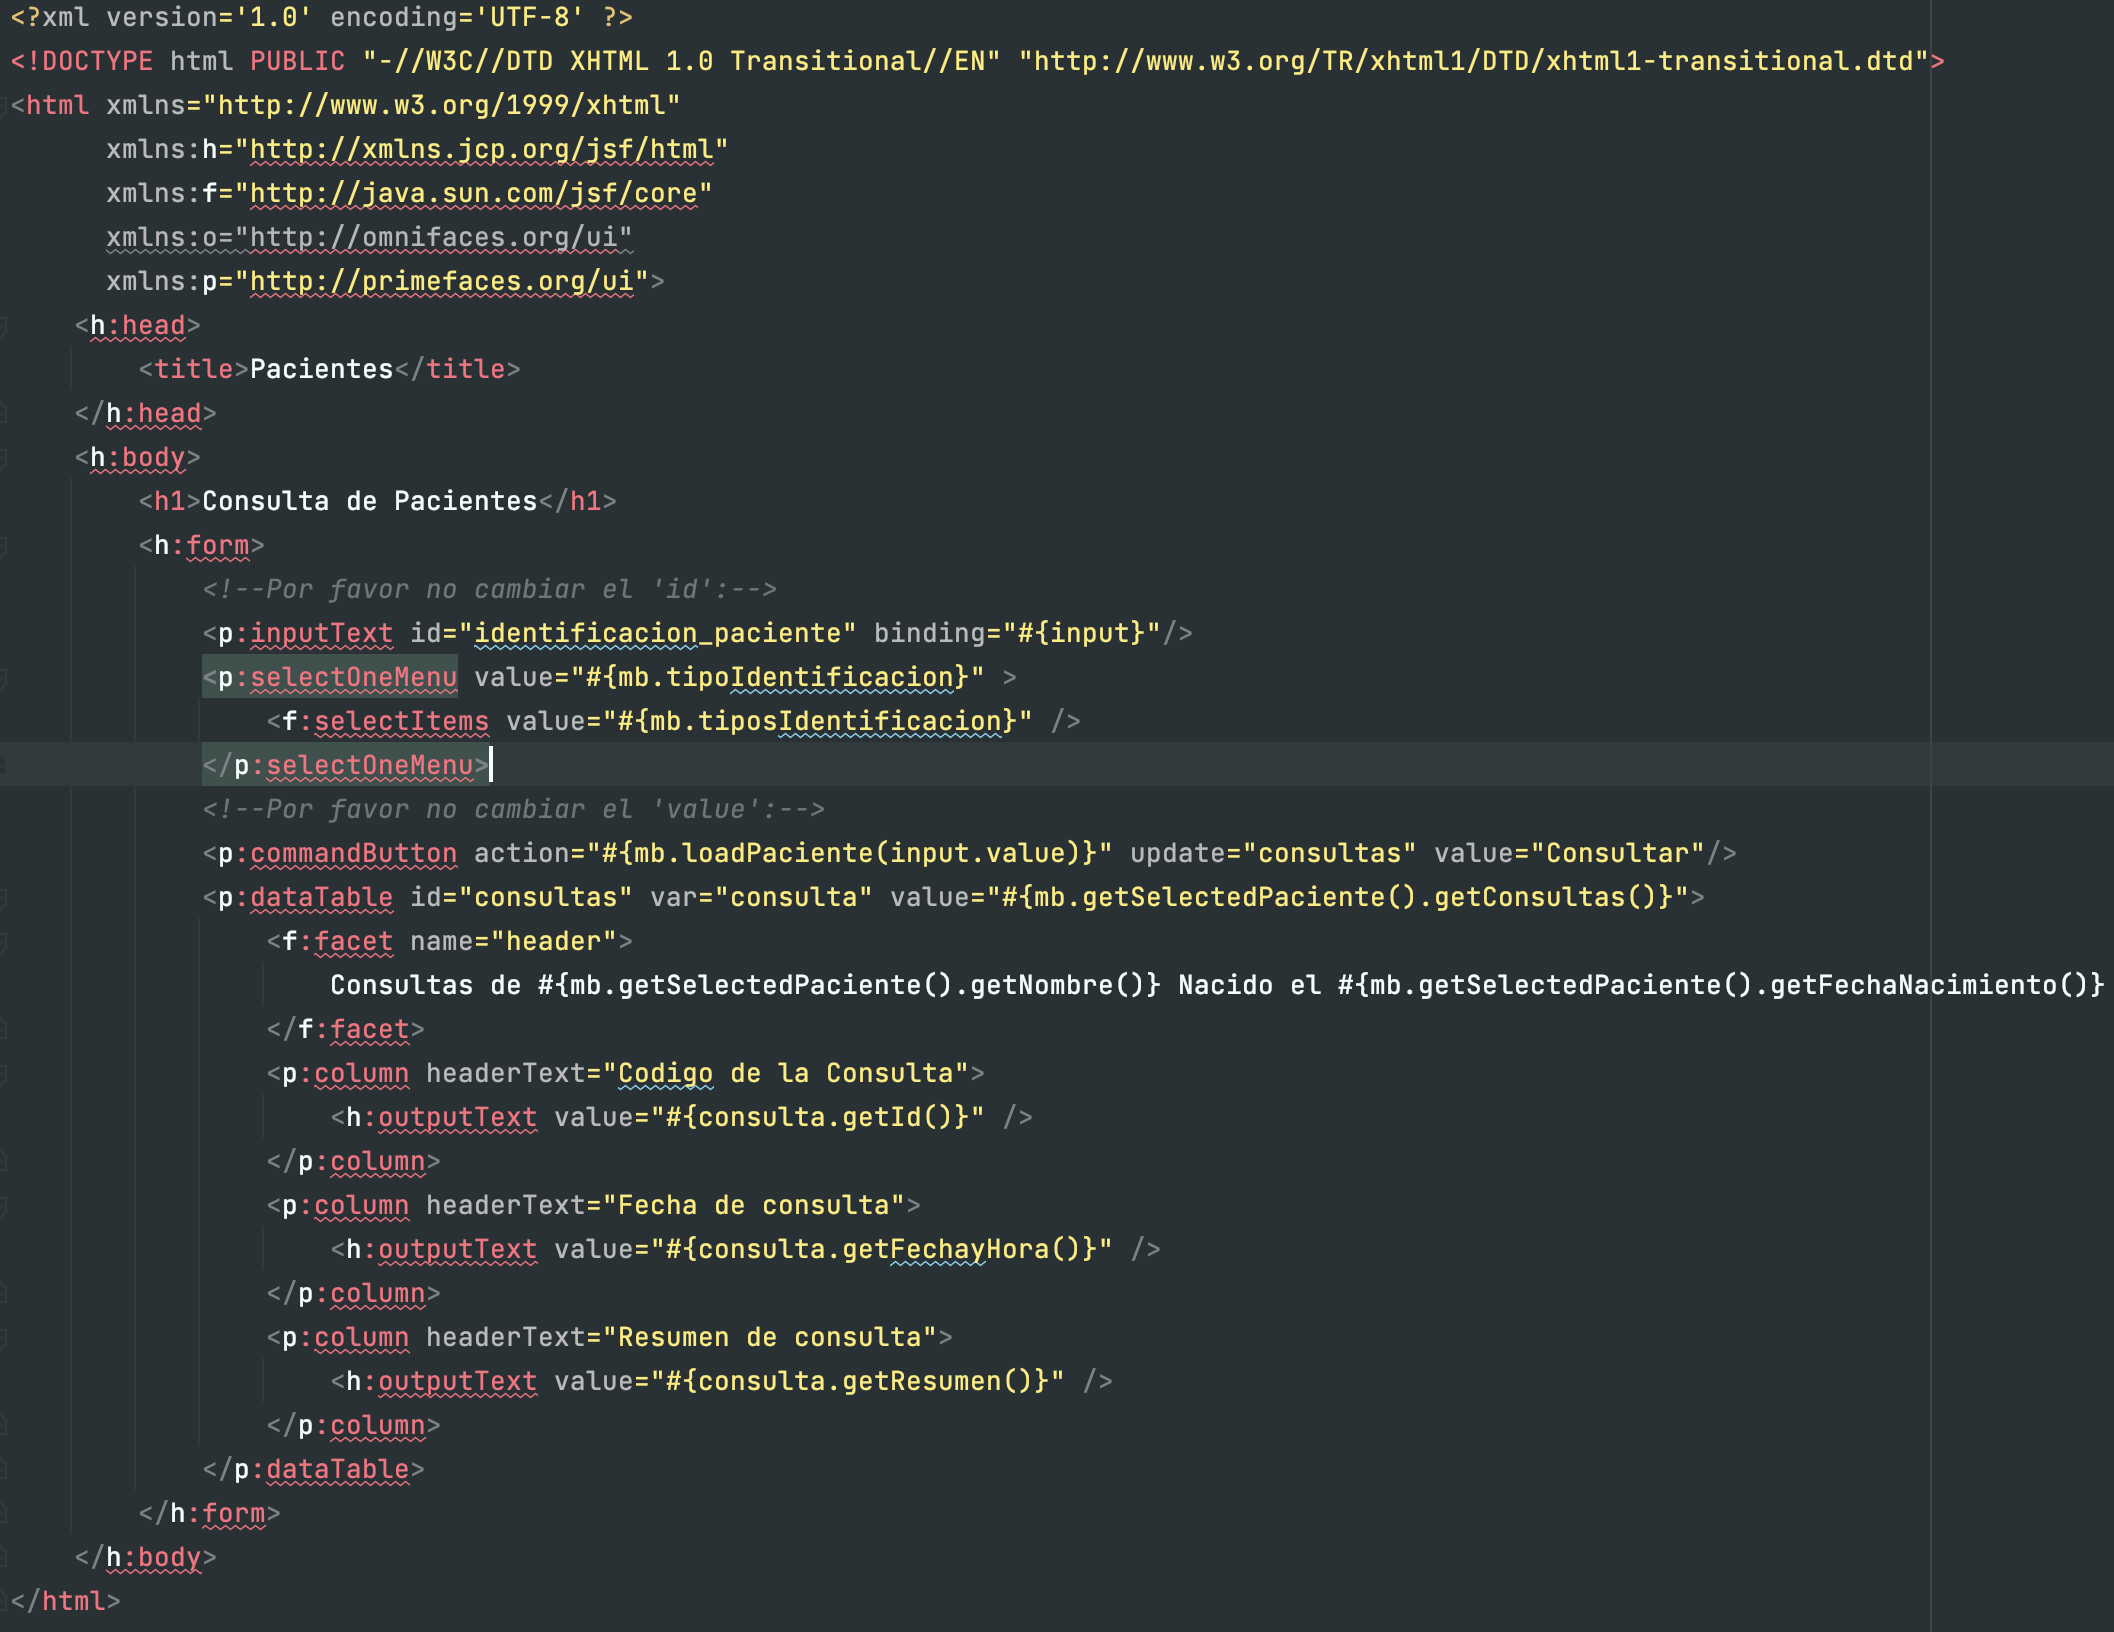 <?xml version='1.0' encoding='UTF-8' ?>
<!DOCTYPE html PUBLIC "-//W3C//DTD XHTML 1.0 Transitional//EN" "http://www.w3.org/TR/xhtml1/DTD/xhtml1-transitional.dtd">
<html xmlns="http://www.w3.org/1999/xhtml"
      xmlns:h="http://xmlns.jcp.org/jsf/html"
      xmlns:f="http://java.sun.com/jsf/core"
      xmlns:o="http://omnifaces.org/ui"
      xmlns:p="http://primefaces.org/ui">
    <h:head>
        <title>Pacientes</title>
    </h:head>
    <h:body>
        <h1>Consulta de Pacientes</h1>
        <h:form>
            <!--Por favor no cambiar el 'id':-->
            <p:inputText id="identificacion_paciente" binding="#{input}"/>
            <p:selectOneMenu value="#{mb.tipoIdentificacion}" >
                <f:selectItems value="#{mb.tiposIdentificacion}" />
            </p:selectOneMenu>
            <!--Por favor no cambiar el 'value':-->
            <p:commandButton action="#{mb.loadPaciente(input.value)}" update="consultas" value="Consultar"/>
            <p:dataTable id="consultas" var="consulta" value="#{mb.getSelectedPaciente().getConsultas()}">
                <f:facet name="header">
                    Consultas de #{mb.getSelectedPaciente().getNombre()} Nacido el #{mb.getSelectedPaciente().getFechaNacimiento()}
                </f:facet>
                <p:column headerText="Codigo de la Consulta">
                    <h:outputText value="#{consulta.getId()}" />
                </p:column>
                <p:column headerText="Fecha de consulta">
                    <h:outputText value="#{consulta.getFechayHora()}" />
                </p:column>
                <p:column headerText="Resumen de consulta">
                    <h:outputText value="#{consulta.getResumen()}" />
                </p:column>
            </p:dataTable>
        </h:form>
    </h:body>
</html>